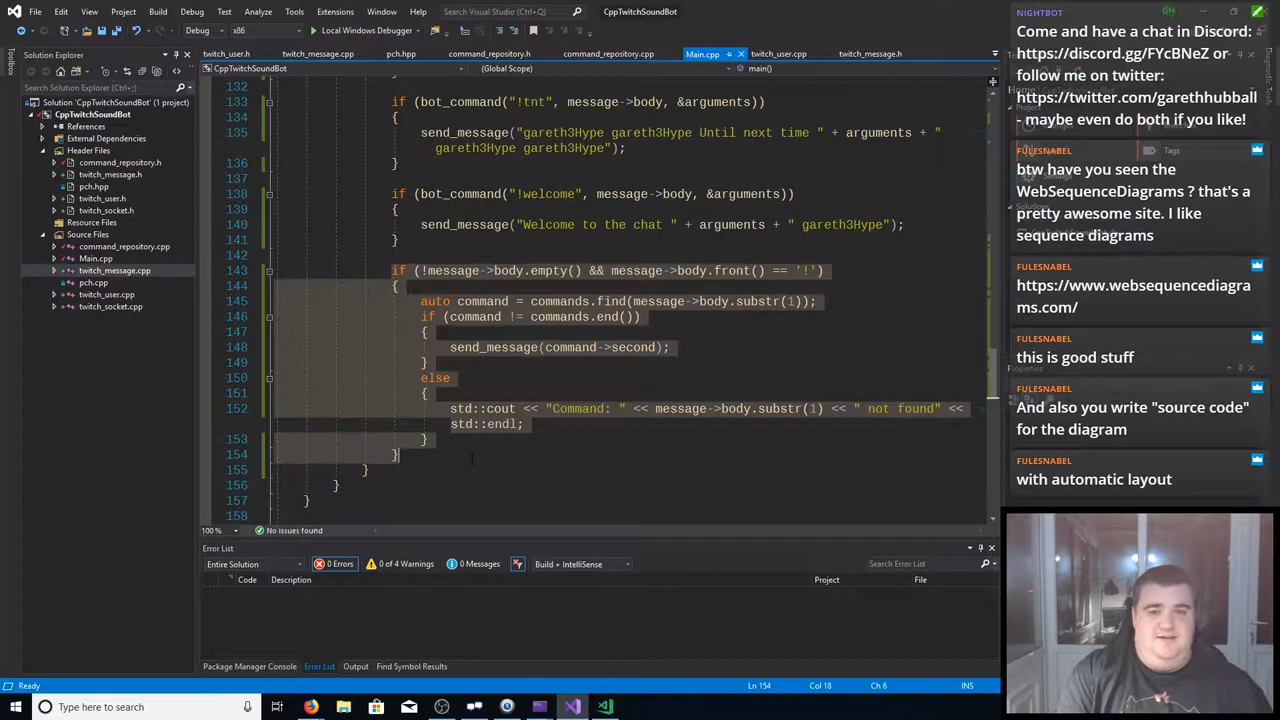 File Edit View Git Project Build Debug Test Analyze Tools Extensions Window Help Search Visual Studio (Ctrl+Q) CppTwitchSoundBot
Debug x86 Local Windows Debugger
Solution Explorer
Search Solution Explorer (Ctrl+;)
Solution 'CppTwitchSoundBot' (1 project)
CppTwitchSoundBot
References
External Dependencies
Header Files
command_repository.h
twitch_message.h
pch.hpp
twitch_user.h
twitch_socket.h
Resource Files
Source Files
command_repository.cpp
Main.cpp
twitch_message.cpp
pch.cpp
twitch_user.cpp
twitch_socket.cpp
Toolbox
twitch_user.h twitch_message.cpp pch.hpp command_repository.h command_repository.cpp Main.cpp twitch_user.cpp twitch_message.h
CppTwitchSoundBot (Global Scope) main()
132
133 if (bot_command("!tnt", message->body, &arguments))
134 {
135 send_message("gareth3Hype gareth3Hype Until next time " + arguments + "
gareth3Hype gareth3Hype");
136 }
137
138 if (bot_command("!welcome", message->body, &arguments))
139 {
140 send_message("Welcome to the chat " + arguments + " gareth3Hype");
141 }
142
143 if (!message->body.empty() && message->body.front() == '!')
144 {
145 auto command = commands.find(message->body.substr(1));
146 if (command != commands.end())
147 {
148 send_message(command->second);
149 }
150 else
151 {
152 std::cout << "Command: " << message->body.substr(1) << " not found" <<
std::endl;
153 }
154 }
155 }
156 }
157 }
158
100 % No issues found
Error List
Entire Solution 0 Errors 0 of 4 Warnings 0 Messages Build + IntelliSense Search Error List
Code Description Project File
Package Manager Console Error List Output Find Symbol Results
Ready Ln 154 Col 18 Ch 6 INS
Type here to search
NIGHTBOT
Come and have a chat in Discord:
https://discord.gg/FYcBNeZ or
follow me on twitter:
https://twitter.com/garethhubball
- maybe even do both if you like!
FULESNABEL
btw have you seen the
WebSequenceDiagrams ? that's a
pretty awesome site. I like
sequence diagrams
FULESNABEL
https://www.websequencediagra
ms.com/
FULESNABEL
this is good stuff
FULESNABEL
And also you write "source code"
for the diagram
FULESNABEL
with automatic layout
GH
Diagnostic Tools
Tags
Properties